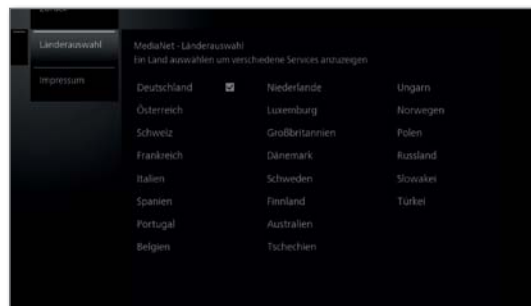 Zurück
Länderauswahl
Impressum
MediaNet - Länderauswahl
Ein Land auswählen um verschiedene Services anzuzeigen
Deutschland
Österreich
Schweiz
Frankreich
Italien
Spanien
Portugal
Belgien
Niederlande
Luxemburg
Großbritannien
Dänemark
Schweden
Finnland
Australien
Tschechien
Ungarn
Norwegen
Polen
Russland
Slowakei
Türkei